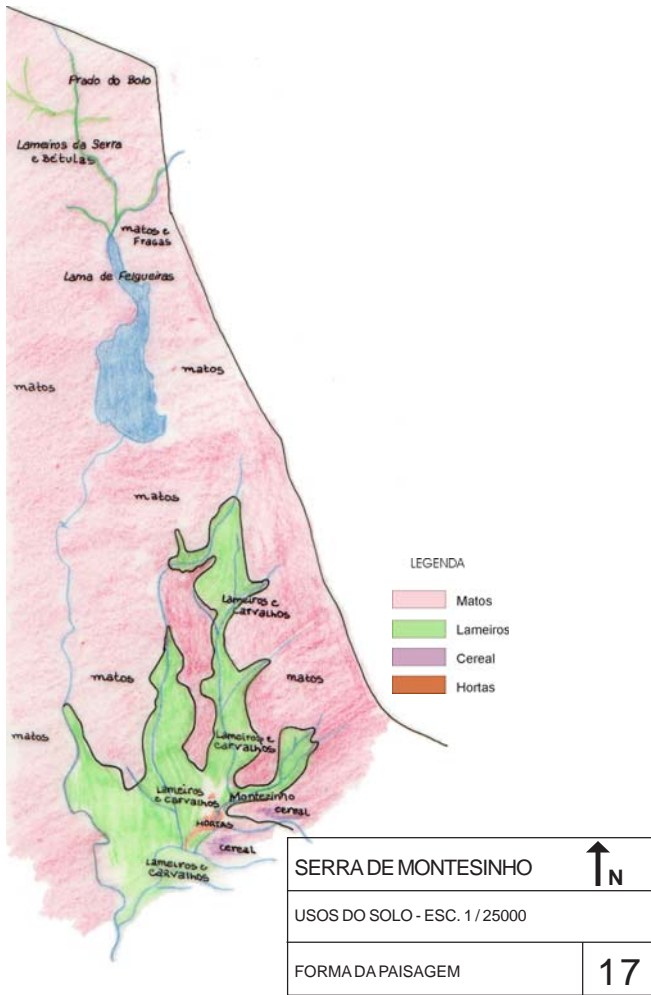 Prado do Bolo
Lameiros da Serra
e Bétulas
matos e
Fragas
Lama de Felgueiras
matos
matos
matos
Lameiros e
Carvalhos
matos
matos
matos
Lameiros e
carvalhos
Lameiros
e carvalhos
Montezinho
cereal
HORTAS
cereal
Lameiros e
carvalhos
LEGENDA
Matos
Lameiros
Cereal
Hortas
SERRA DE MONTESINHO
N
USOS DO SOLO - ESC. 1 / 25000
FORMA DA PAISAGEM
17